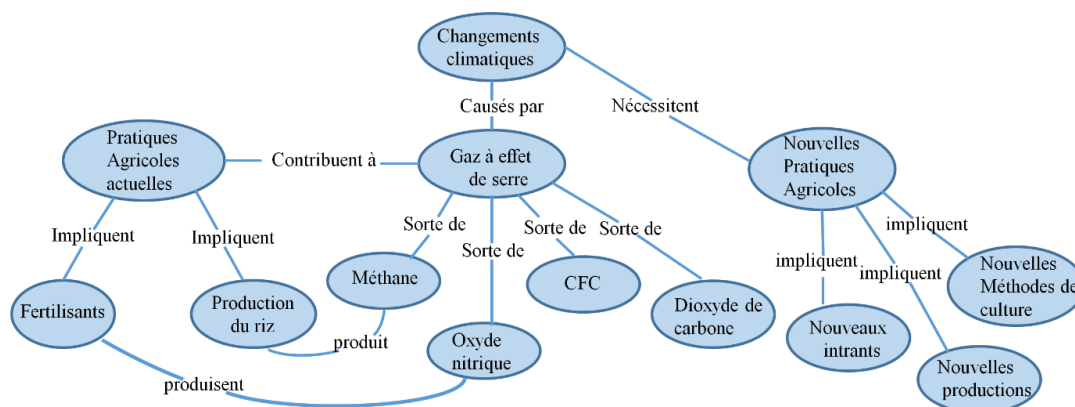 Changements
climatiques
Causés par
Nécessitent
Pratiques
Agricoles
actuelles
Contribuent à
Gaz à effet
de serre
Nouvelles
Pratiques
Agricoles
Impliquent
Impliquent
Sorte de
Sorte de
Sorte de
Sorte de
impliquent
impliquent
impliquent
Fertilisants
Production
du riz
Méthane
CFC
Dioxyde de
carbone
Nouvelles
Méthodes de
culture
produit
Oxyde
nitrique
Nouveaux
intrants
Nouvelles
productions
produisent